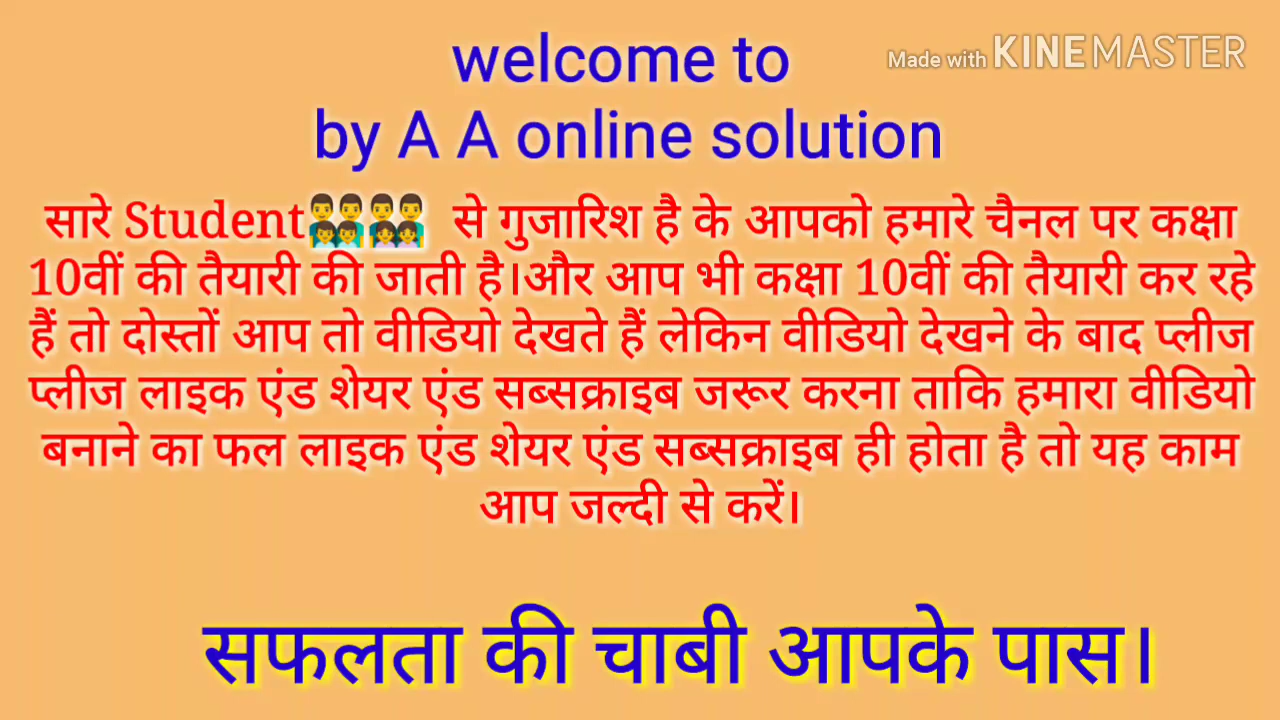 welcome to
Made with KINEMASTER
by A A online solution
सारे Student👨‍👦‍👦👨‍👧‍👧 से गुजारिश है के आपको हमारे चैनल पर कक्षा
10वीं की तैयारी की जाती है।और आप भी कक्षा 10वीं की तैयारी कर रहे
हैं तो दोस्तों आप तो वीडियो देखते हैं लेकिन वीडियो देखने के बाद प्लीज
प्लीज लाइक एंड शेयर एंड सब्सक्राइब जरूर करना ताकि हमारा वीडियो
बनाने का फल लाइक एंड शेयर एंड सब्सक्राइब ही होता है तो यह काम
आप जल्दी से करें।
सफलता की चाबी आपके पास।